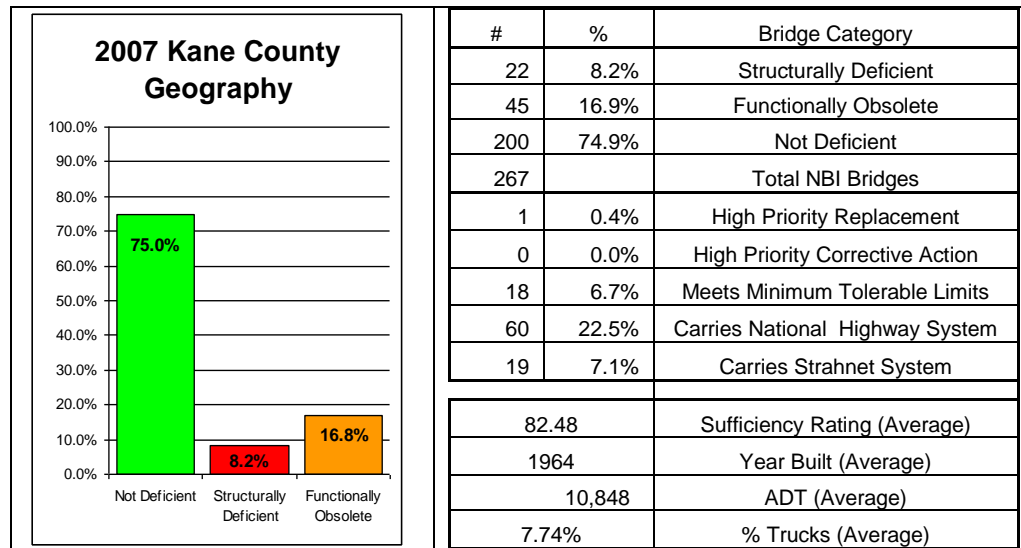 2007 Kane County
Geography
100.0%
90.0%
80.0%
70.0%
60.0%
50.0%
40.0%
30.0%
20.0%
10.0%
0.0%
75.0%
8.2%
16.8%
Not Deficient Structurally Functionally
Deficient Obsolete
# % Bridge Category
22 8.2% Structurally Deficient
45 16.9% Functionally Obsolete
200 74.9% Not Deficient
267 Total NBI Bridges
1 0.4% High Priority Replacement
0 0.0% High Priority Corrective Action
18 6.7% Meets Minimum Tolerable Limits
60 22.5% Carries National Highway System
19 7.1% Carries Strahnet System
82.48 Sufficiency Rating (Average)
1964 Year Built (Average)
10,848 ADT (Average)
7.74% % Trucks (Average)